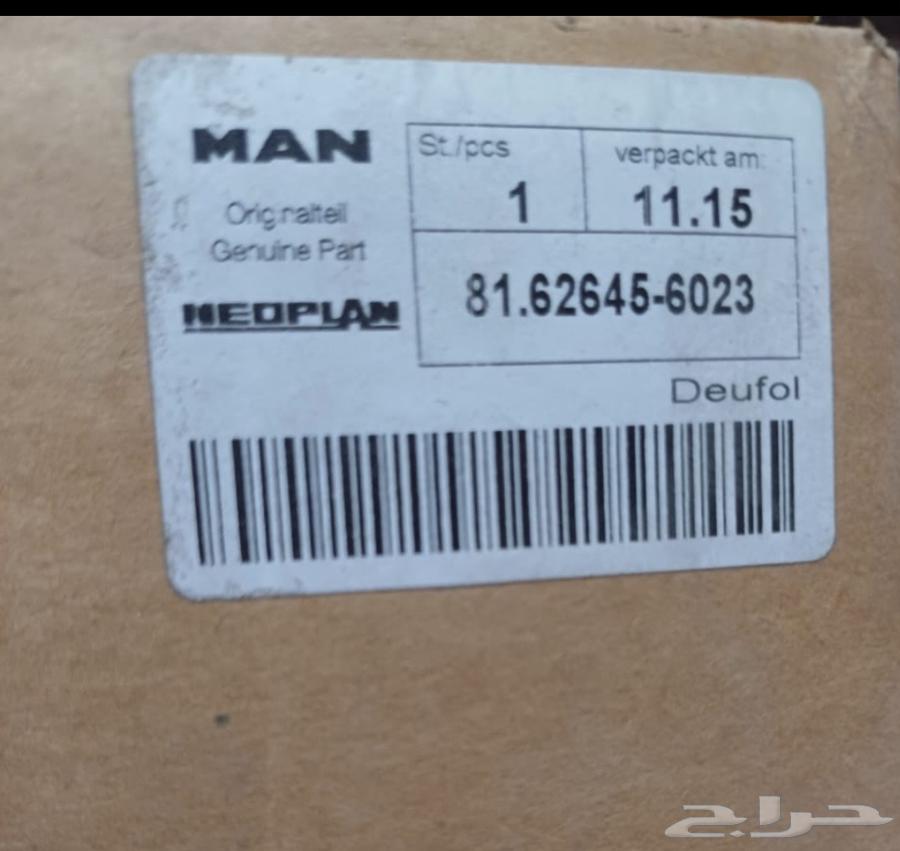 MAN
Originalteil
Genuine Part
NEOPLAN
St./pcs
1
verpackt am:
11.15
81.62645-6023
Deufol
حراج